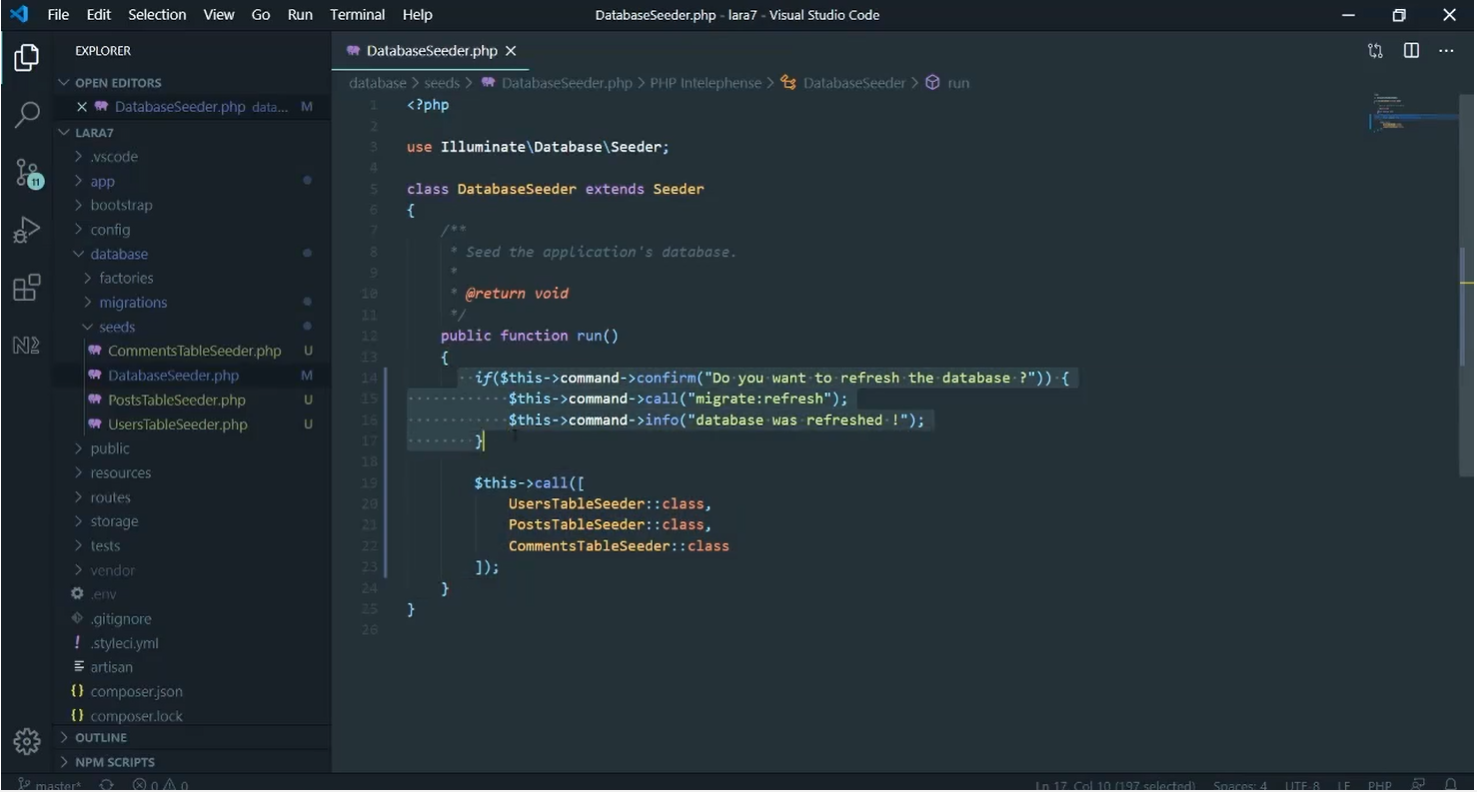 File Edit Selection View Go Run Terminal Help
DatabaseSeeder.php - lara7 - Visual Studio Code
EXPLORER
OPEN EDITORS
DatabaseSeeder.php data... M
LARA7
.vscode
app
bootstrap
config
database
factories
migrations
seeds
CommentsTableSeeder.php U
DatabaseSeeder.php M
PostsTableSeeder.php U
UsersTableSeeder.php U
public
resources
routes
storage
tests
vendor
.env
.gitignore
.styleci.yml
artisan
composer.json
composer.lock
OUTLINE
NPM SCRIPTS
11
DatabaseSeeder.php
database > seeds > DatabaseSeeder.php > PHP Intelephense > DatabaseSeeder > run
1 <?php
2
3 use Illuminate\Database\Seeder;
4
5 class DatabaseSeeder extends Seeder
6 {
7 /**
8 * Seed the application's database.
9 *
10 * @return void
11 */
12 public function run()
13 {
14 if($this->command->confirm("Do you want to refresh the database ?")) {
15 $this->command->call("migrate:refresh");
16 $this->command->info("database was refreshed !");
17 }
18
19 $this->call([
20 UsersTableSeeder::class,
21 PostsTableSeeder::class,
22 CommentsTableSeeder::class
23 ]);
24 }
25 }
26
master* 0 0 Ln 17, Col 10 (197 selected) Spaces: 4 UTF-8 LF PHP